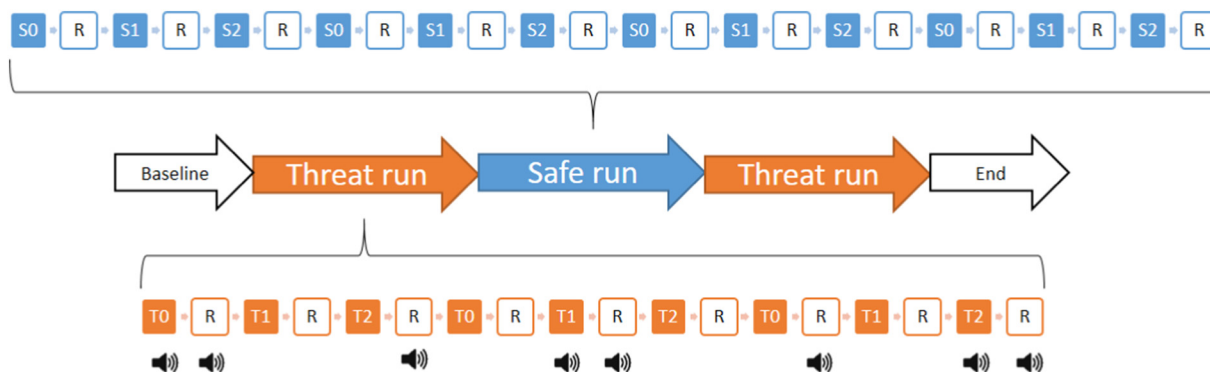 S0 R S1 R S2 R S0 R S1 R S2 R S0 R S1 R S2 R S0 R S1 R S2 R
Baseline Threat run Safe run Threat run End
T0 R T1 R T2 R T0 R T1 R T2 R T0 R T1 R T2 R